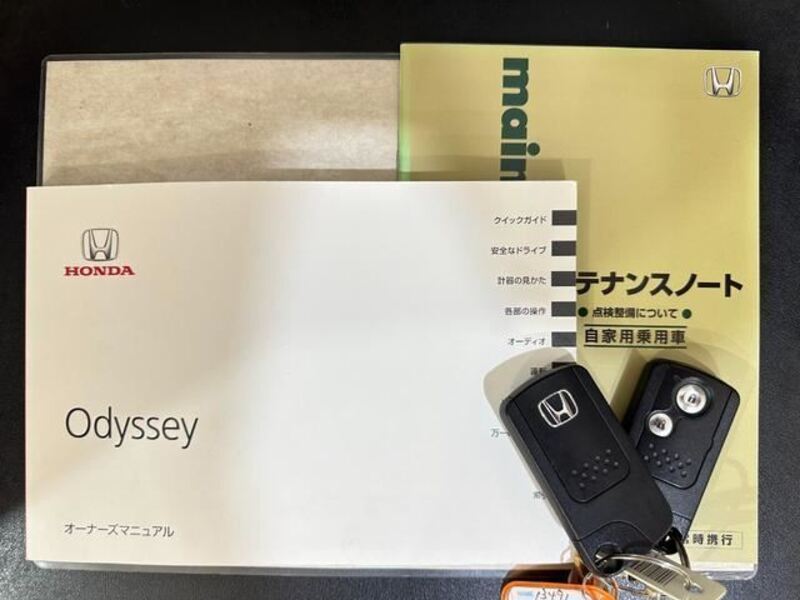 main
テナンスノート
● 点検整備について ●
自家用乗用車
時携行
HONDA
クイックガイド
安全なドライブ
計器の見かた
各部の操作
オーディオ
Odyssey
オーナーズマニュアル
13491